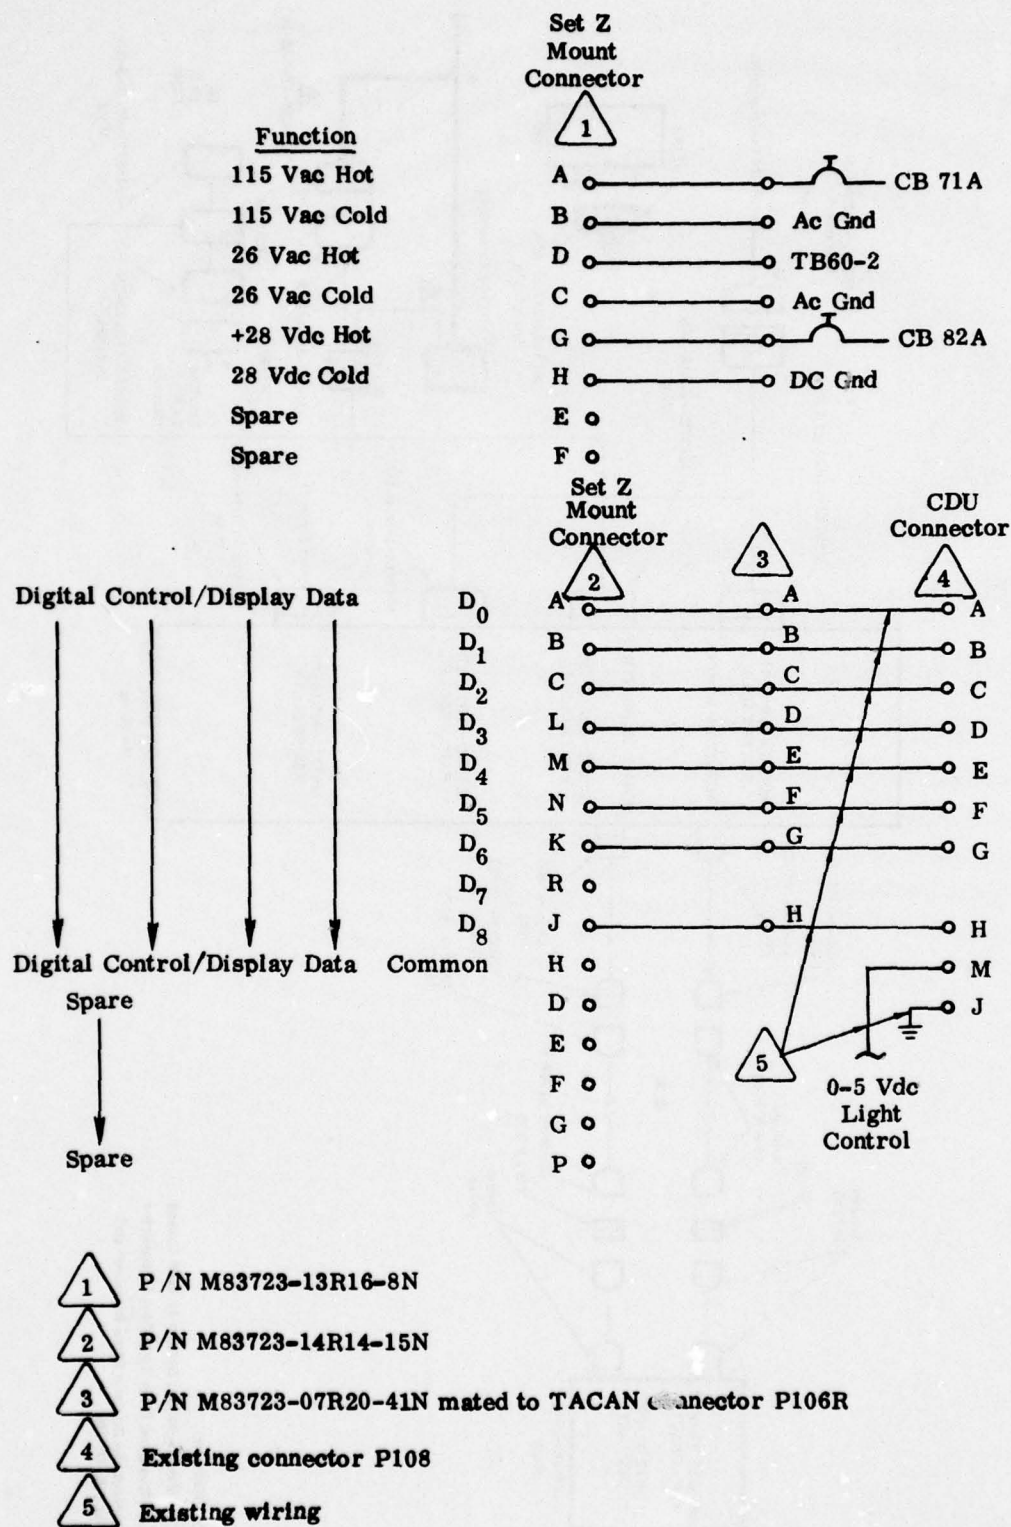 Set Z
Mount
Connector
1
Function
115 Vac Hot A CB 71A
115 Vac Cold B Ac Gnd
26 Vac Hot D TB60-2
26 Vac Cold C Ac Gnd
+28 Vdc Hot G CB 82A
28 Vdc Cold H DC Gnd
Spare E
Spare F
Set Z
Mount
Connector
2
3
CDU
Connector
4
Digital Control/Display Data D0 A A A
D1 B B B
D2 C C C
D3 L D D
D4 M E E
D5 N F F
D6 K G G
D7 R
D8 J H H
Digital Control/Display Data Common H M
Spare D J
E
5
F
0-5 Vdc
Light
Control
G
Spare P
1 P/N M83723-13R16-8N
2 P/N M83723-14R14-15N
3 P/N M83723-07R20-41N mated to TACAN connector P106R
4 Existing connector P108
5 Existing wiring